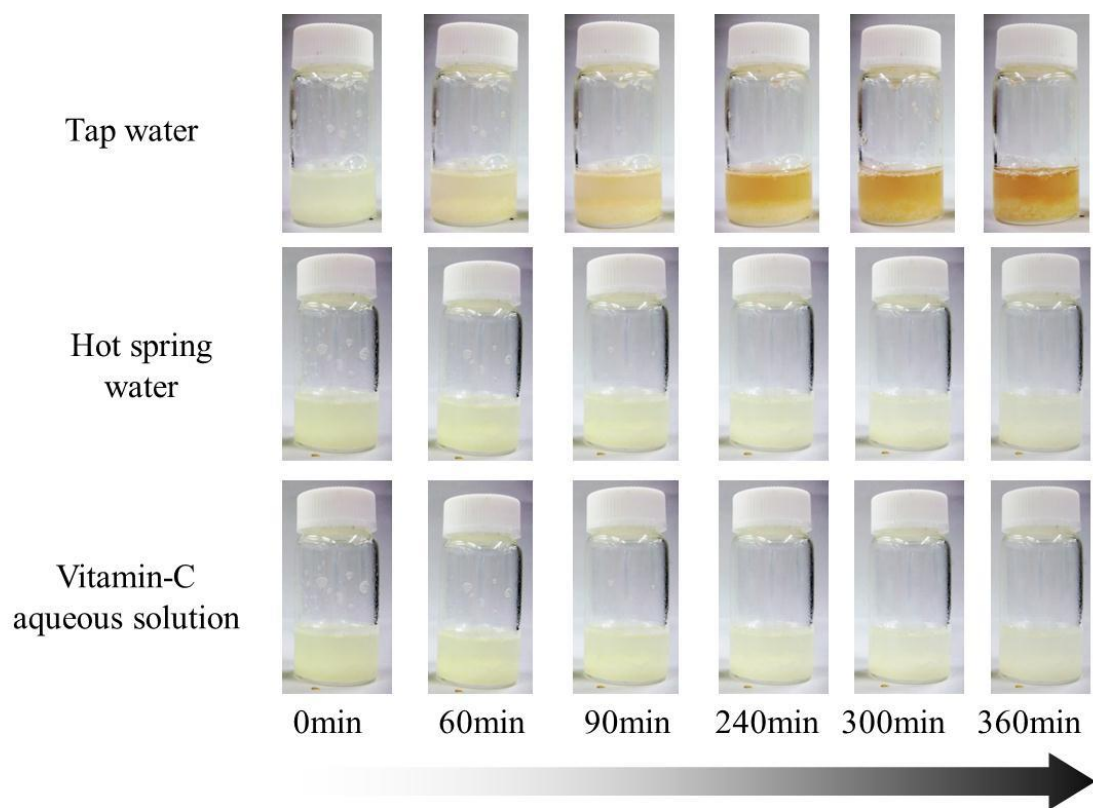 Tap water
Hot spring
water
Vitamin-C
aqueous solution
0min
60min
90min
240min
300min
360min